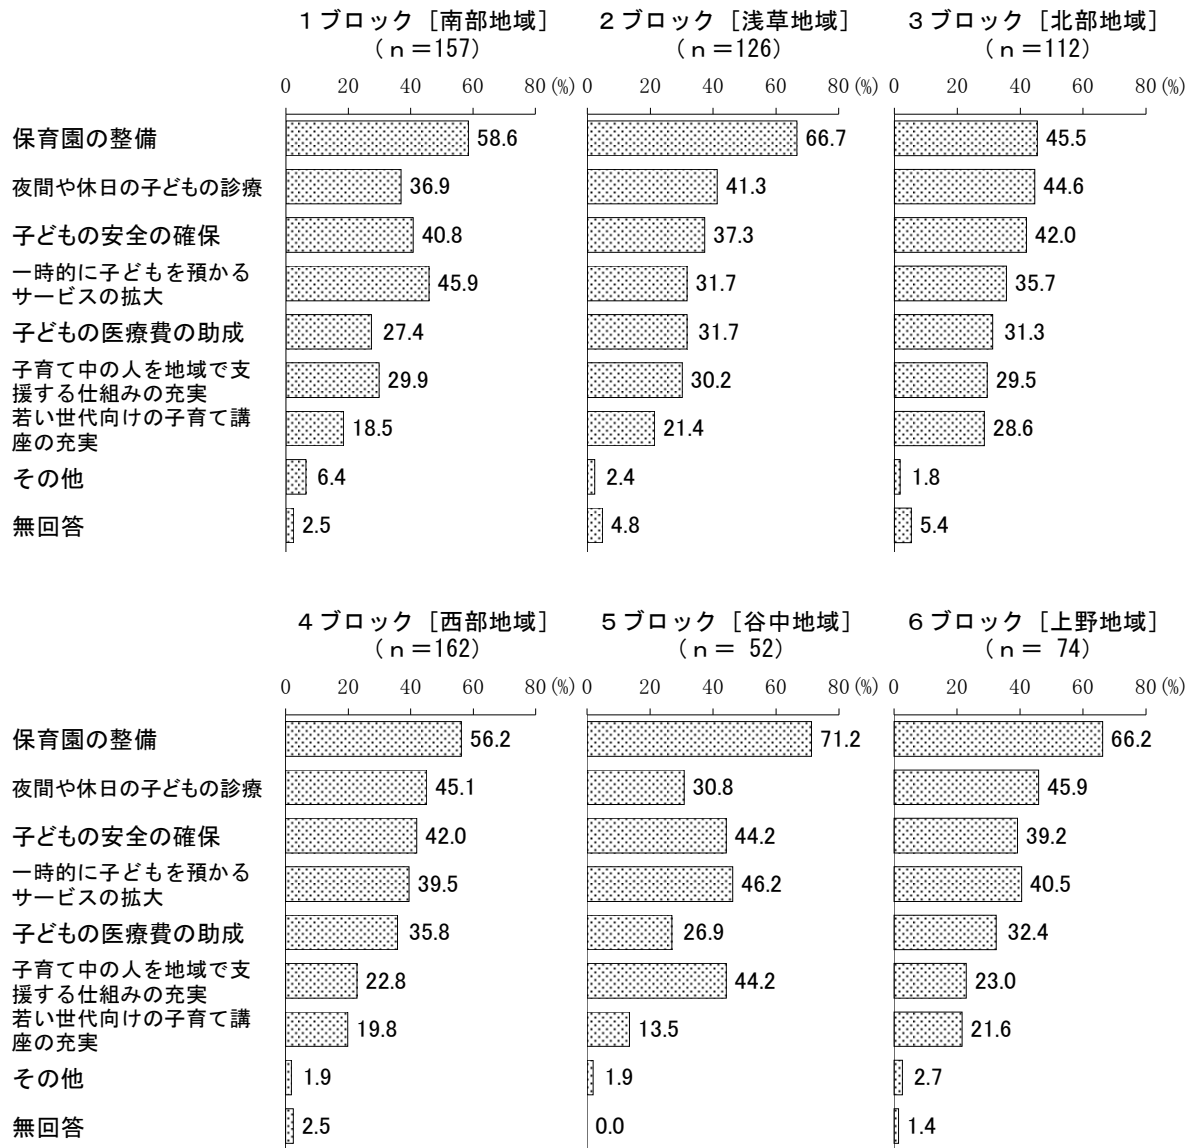 １ブロック［南部地域］ ２ブロック［浅草地域］ ３ブロック［北部地域］
（ｎ＝157） （ｎ＝126） （ｎ＝112）
0 20 40 60 80(%) 0 20 40 60 80(%) 0 20 40 60 80(%)
保育園の整備 58.6 66.7 45.5
夜間や休日の子どもの診療 36.9 41.3 44.6
子どもの安全の確保 40.8 37.3 42.0
一時的に子どもを預かる
サービスの拡大 45.9 31.7 35.7
子どもの医療費の助成 27.4 31.7 31.3
子育て中の人を地域で支
援する仕組みの充実 29.9 30.2 29.5
若い世代向けの子育て講
座の充実 18.5 21.4 28.6
その他 6.4 2.4 1.8
無回答 2.5 4.8 5.4
４ブロック［西部地域］ ５ブロック［谷中地域］ ６ブロック［上野地域］
（ｎ＝162） （ｎ＝ 52） （ｎ＝ 74）
0 20 40 60 80(%) 0 20 40 60 80(%) 0 20 40 60 80(%)
保育園の整備 56.2 71.2 66.2
夜間や休日の子どもの診療 45.1 30.8 45.9
子どもの安全の確保 42.0 44.2 39.2
一時的に子どもを預かる
サービスの拡大 39.5 46.2 40.5
子どもの医療費の助成 35.8 26.9 32.4
子育て中の人を地域で支
援する仕組みの充実 22.8 44.2 23.0
若い世代向けの子育て講
座の充実 19.8 13.5 21.6
その他 1.9 1.9 2.7
無回答 2.5 0.0 1.4